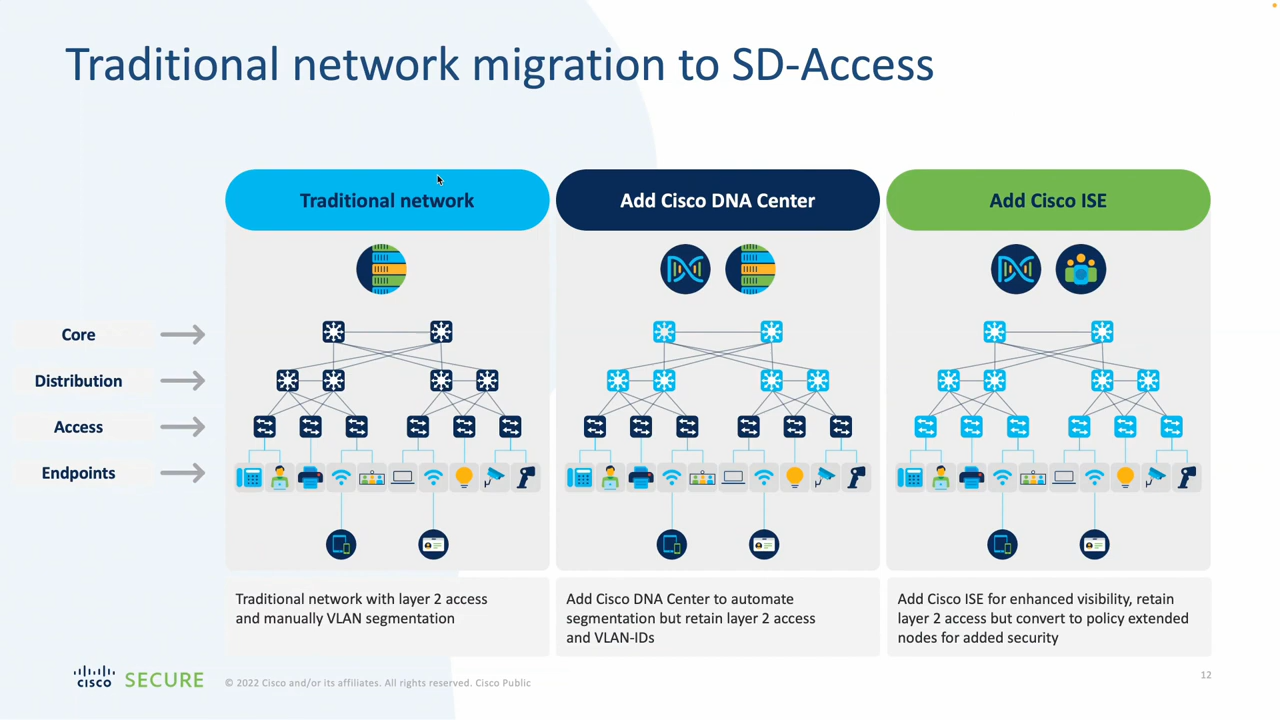 Traditional network migration to SD-Access
Traditional network
Add Cisco DNA Center
Add Cisco ISE
Core
Distribution
Access
Endpoints
Traditional network with layer 2 access
and manually VLAN segmentation
Add Cisco DNA Center to automate
segmentation but retain layer 2 access
and VLAN-IDs
Add Cisco ISE for enhanced visibility, retain
layer 2 access but convert to policy extended
nodes for added security
CISCO SECURE
© 2022 Cisco and/or its affiliates. All rights reserved. Cisco Public
12